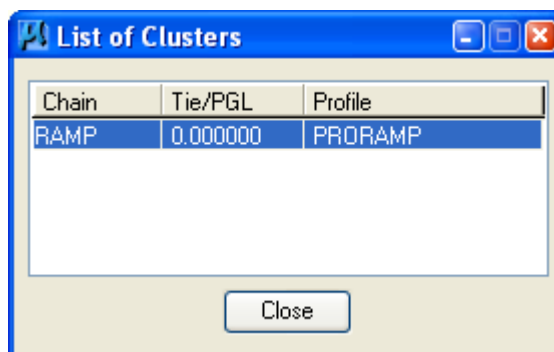 List of Clusters
Chain Tie/PGL Profile
RAMP 0.000000 PRORAMP
Close